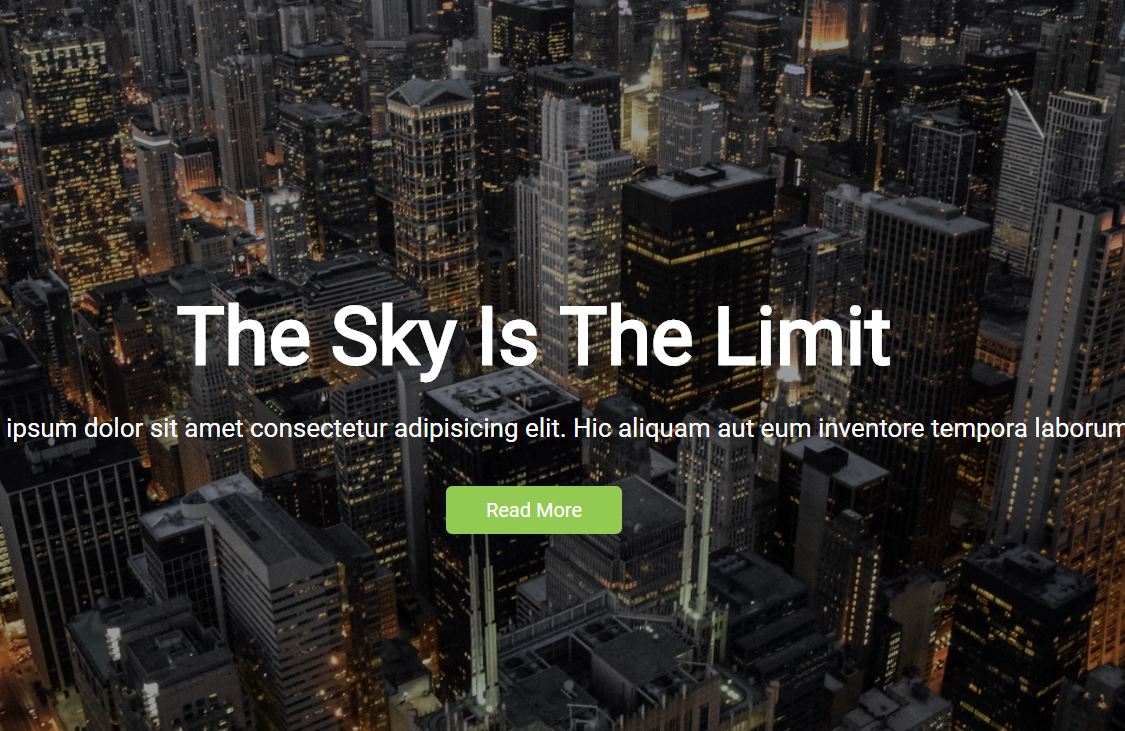 The Sky Is The Limit
ipsum dolor sit amet consectetur adipisicing elit. Hic aliquam aut eum inventore tempora laborum
Read More